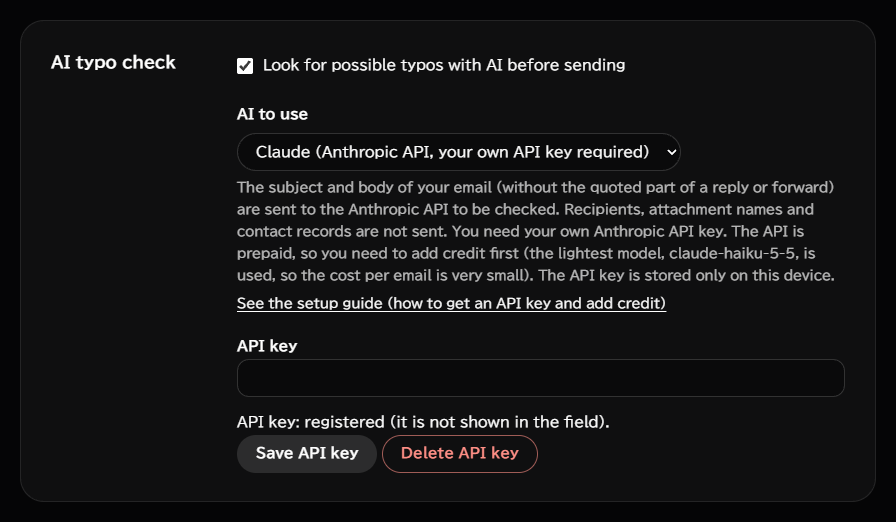 AI typo check
Look for possible typos with AI before sending
AI to use
Claude (Anthropic API, your own API key required)
The subject and body of your email (without the quoted part of a reply or forward)
are sent to the Anthropic API to be checked. Recipients, attachment names and
contact records are not sent. You need your own Anthropic API key. The API is
prepaid, so you need to add credit first (the lightest model, claude-haiku-5-5, is
used, so the cost per email is very small). The API key is stored only on this device.
See the setup guide (how to get an API key and add credit)
API key
API key: registered (it is not shown in the field).
Save API key
Delete API key